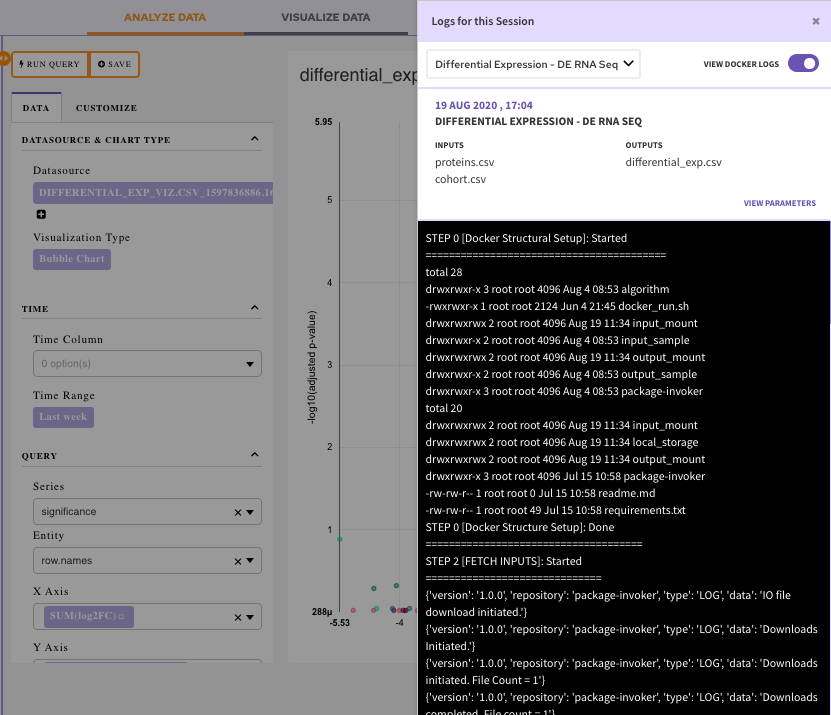 ANALYZE DATA
VISUALIZE DATA
RUN QUERY
SAVE
DATA
CUSTOMIZE
DATASOURCE & CHART TYPE
Datasource
DIFFERENTIAL_EXP_VIZ.CSV_1597836886.1
Visualization Type
Bubble Chart
TIME
Time Column
0 option(s)
Time Range
Last week
QUERY
Series
significance
Entity
row.names
X Axis
SUM(log2FC)
Y Axis
differential_exp
5.95
5
4
3
2
1
288μ
-5.53
-4
-log10(adjusted p-value)
Logs for this Session
×
Differential Expression - DE RNA Seq
VIEW DOCKER LOGS
19 AUG 2020 , 17:04
DIFFERENTIAL EXPRESSION - DE RNA SEQ
INPUTS
OUTPUTS
proteins.csv
differential_exp.csv
cohort.csv
VIEW PARAMETERS
STEP 0 [Docker Structural Setup]: Started
=========================================
total 28
drwxrwxr-x 3 root root 4096 Aug 4 08:53 algorithm
-rwxrwxr-x 1 root root 2124 Jun 4 21:45 docker_run.sh
drwxrwxrwx 2 root root 4096 Aug 19 11:34 input_mount
drwxrwxr-x 2 root root 4096 Aug 4 08:53 input_sample
drwxrwxrwx 2 root root 4096 Aug 19 11:34 output_mount
drwxrwxr-x 2 root root 4096 Aug 4 08:53 output_sample
drwxrwxr-x 3 root root 4096 Aug 4 08:53 package-invoker
total 20
drwxrwxrwx 2 root root 4096 Aug 19 11:34 input_mount
drwxrwxrwx 2 root root 4096 Aug 19 11:34 local_storage
drwxrwxrwx 2 root root 4096 Aug 19 11:34 output_mount
drwxrwxr-x 3 root root 4096 Jul 15 10:58 package-invoker
-rw-rw-r-- 1 root root 0 Jul 15 10:58 readme.md
-rw-rw-r-- 1 root root 49 Jul 15 10:58 requirements.txt
STEP 0 [Docker Structure Setup]: Done
=====================================
STEP 2 [FETCH INPUTS]: Started
==============================
{'version': '1.0.0', 'repository': 'package-invoker', 'type': 'LOG', 'data': 'IO file
download initiated.'}
{'version': '1.0.0', 'repository': 'package-invoker', 'type': 'LOG', 'data': 'Downloads
Initiated.'}
{'version': '1.0.0', 'repository': 'package-invoker', 'type': 'LOG', 'data': 'Downloads
initiated. File Count = 1'}
{'version': '1.0.0', 'repository': 'package-invoker', 'type': 'LOG', 'data': 'Downloads
completed. File count = 1'}